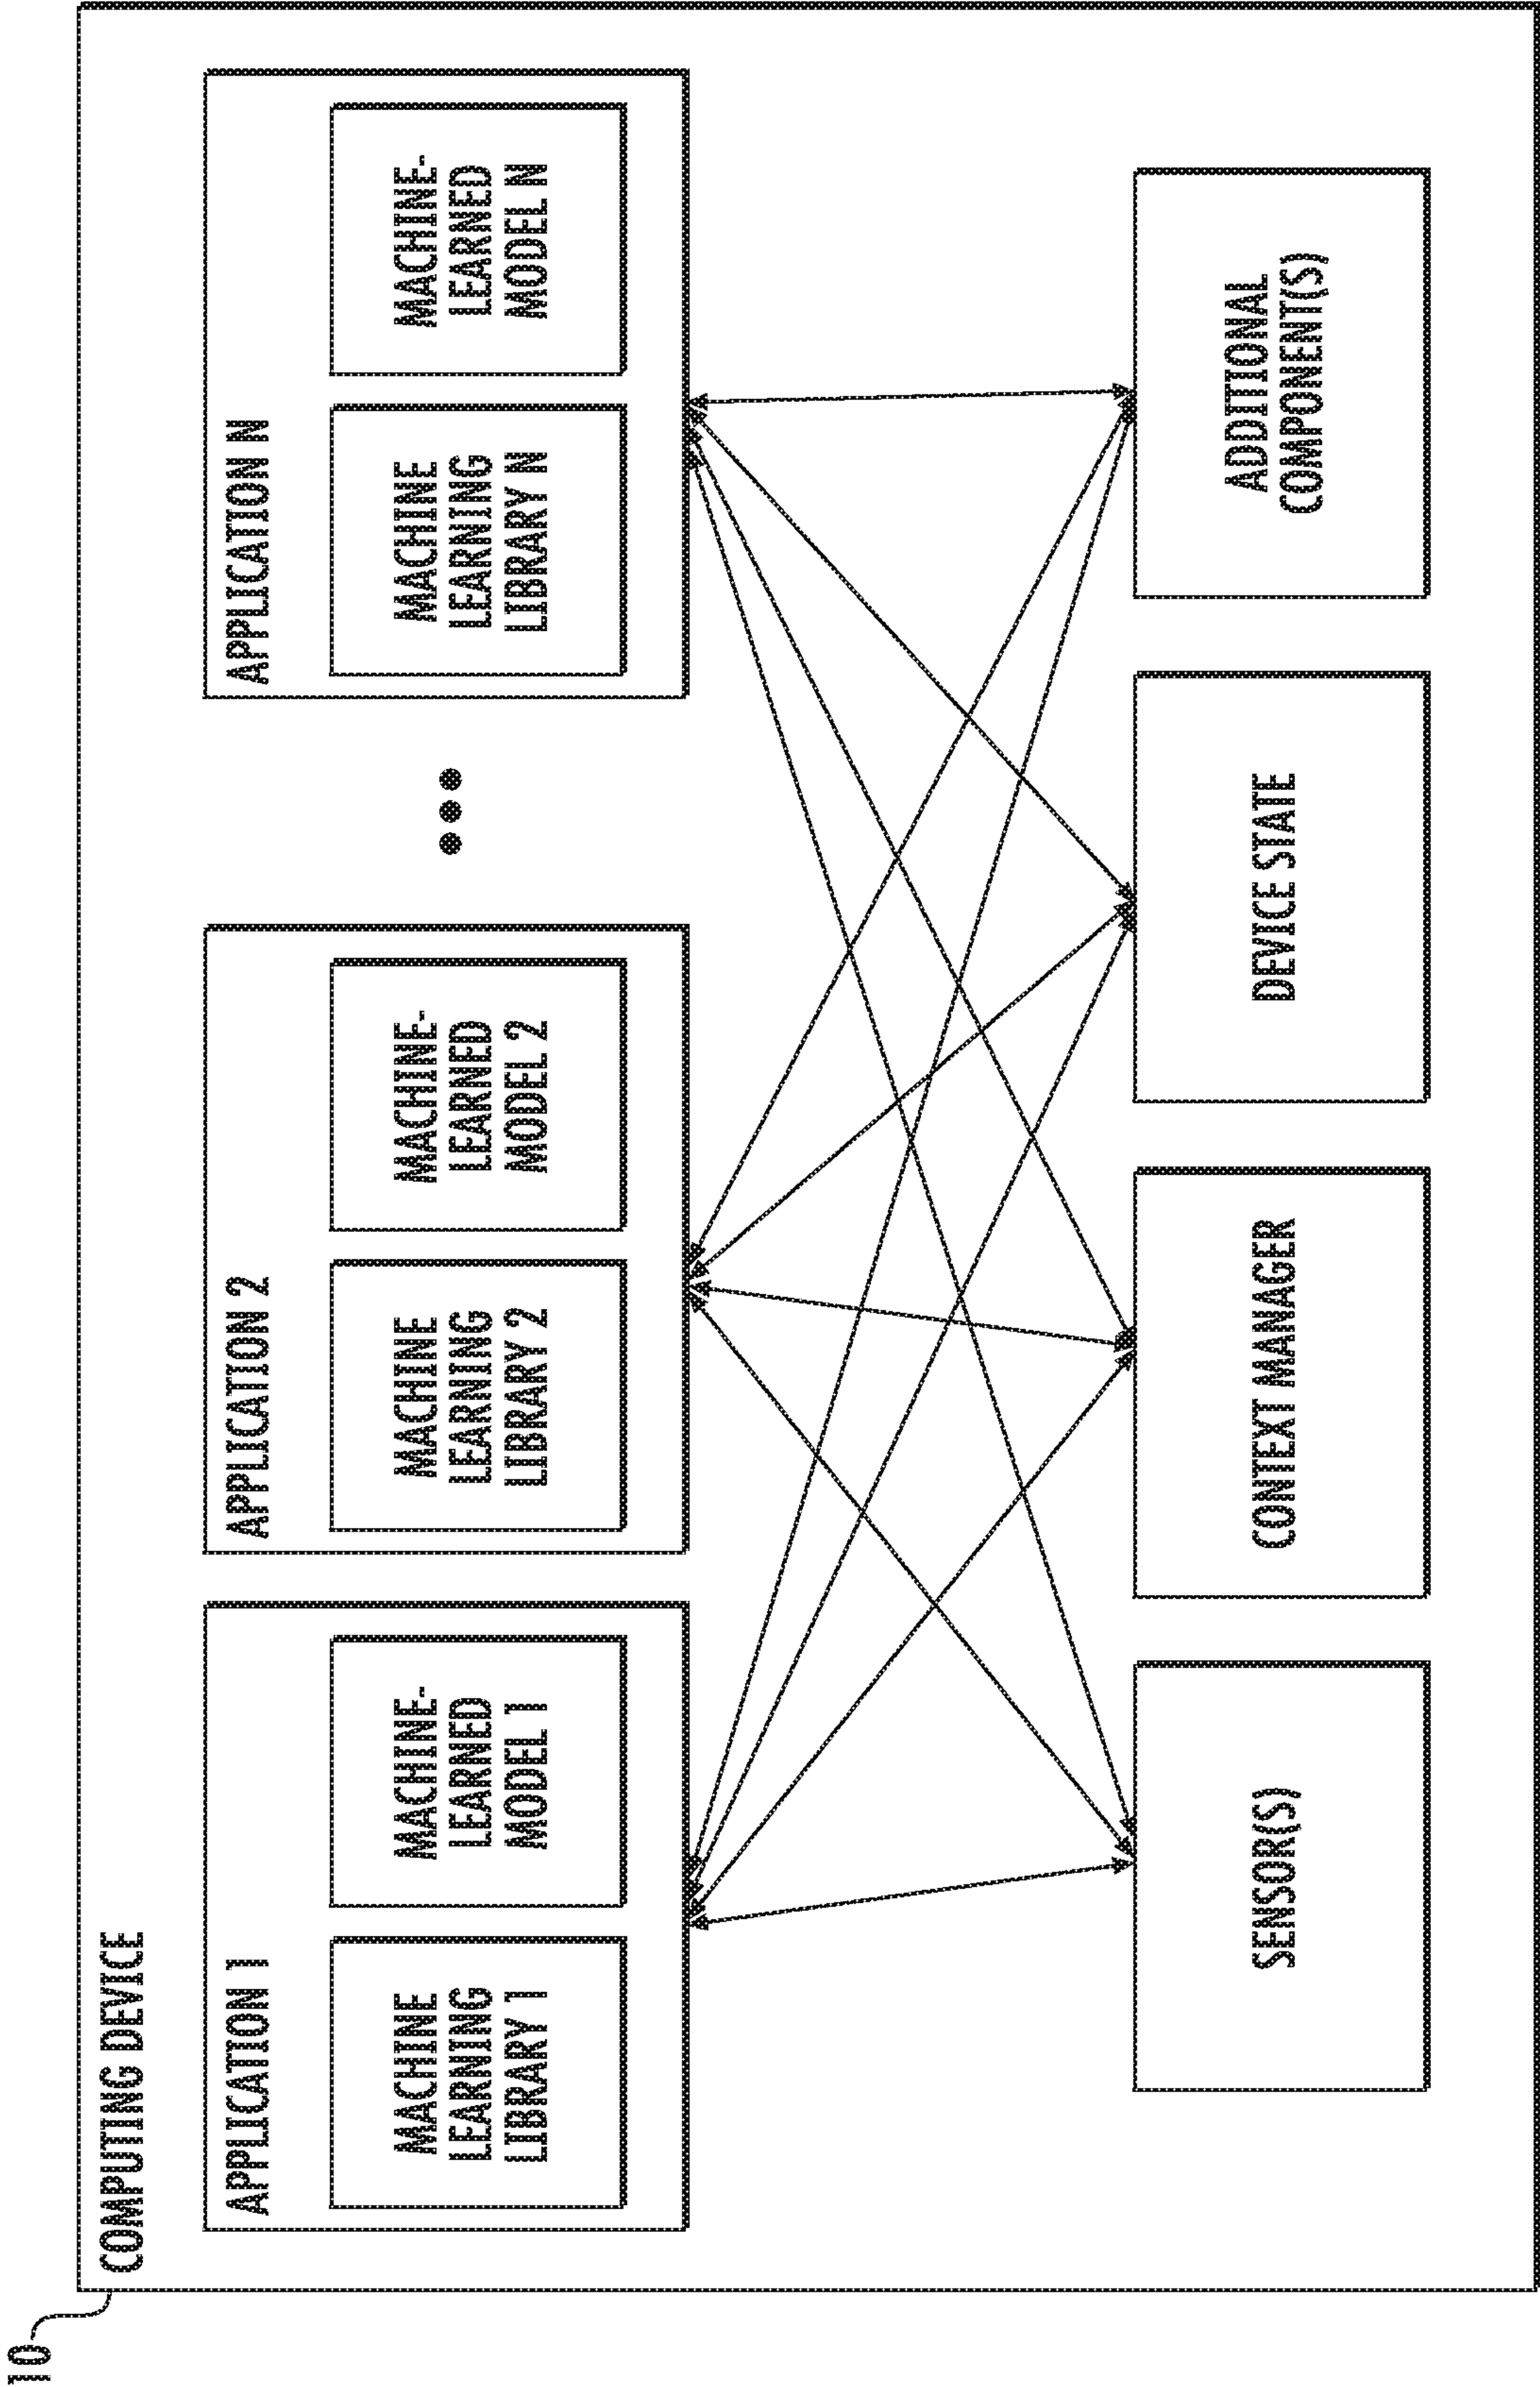 10
COMPUTING DEVICE
APPLICATION 1
MACHINE
LEARNING
LIBRARY 1
MACHINE-
LEARNED
MODEL 1
APPLICATION 2
MACHINE
LEARNING
LIBRARY 2
MACHINE-
LEARNED
MODEL 2
APPLICATION N
MACHINE
LEARNING
LIBRARY N
MACHINE-
LEARNED
MODEL N
SENSOR(S)
CONTEXT MANAGER
DEVICE STATE
ADDITIONAL
COMPONENT(S)